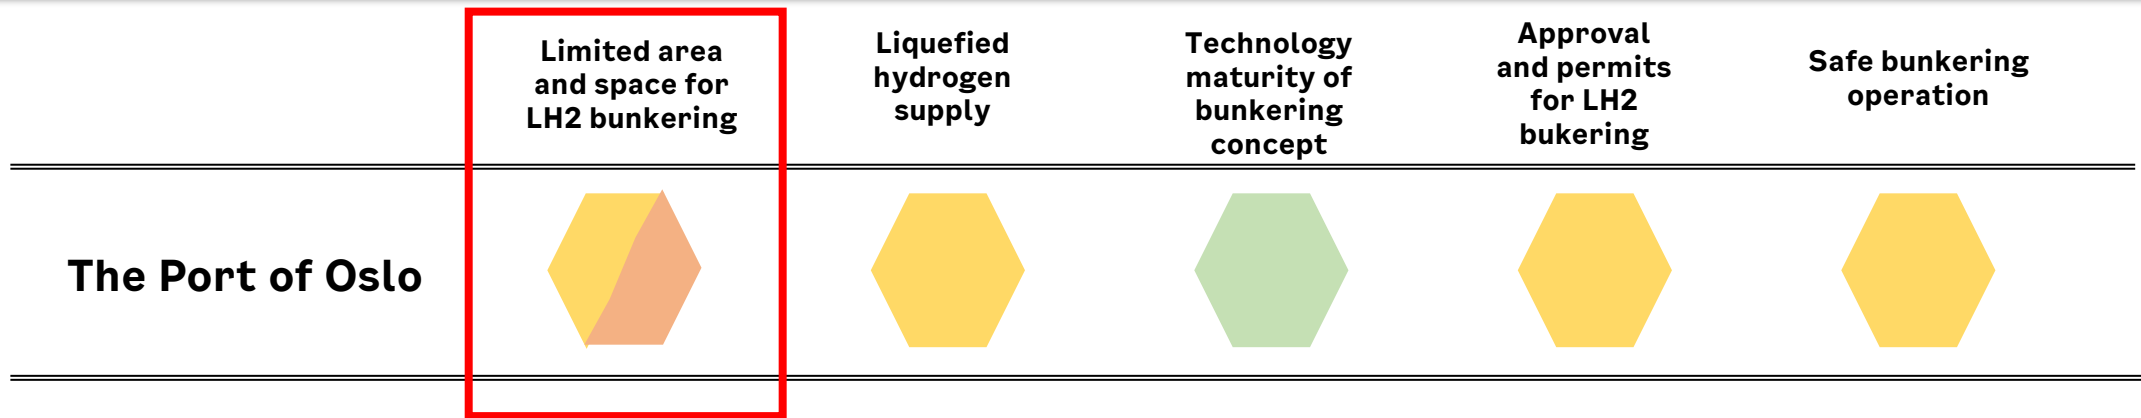 Limited area
and space for
LH2 bunkering
Liquefied
hydrogen
supply
Technology
maturity of
bunkering
concept
Approval
and permits
for LH2
bukering
Safe bunkering
operation
The Port of Oslo